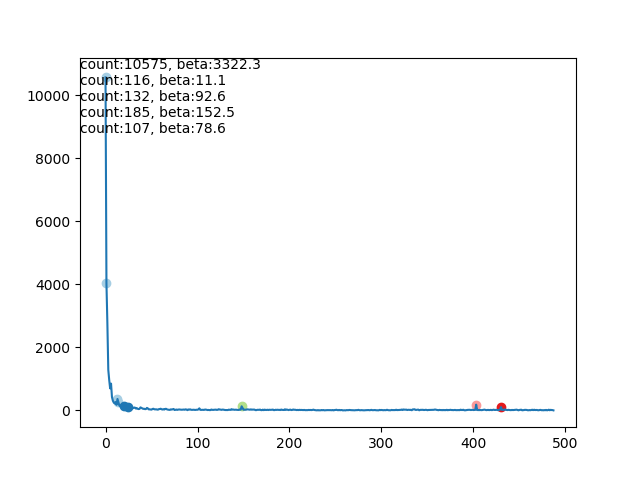 count:10575, beta:3322.3
count:116, beta:11.1
count:132, beta:92.6
count:185, beta:152.5
count:107, beta:78.6
10000
8000
6000
4000
2000
0
0 100 200 300 400 500